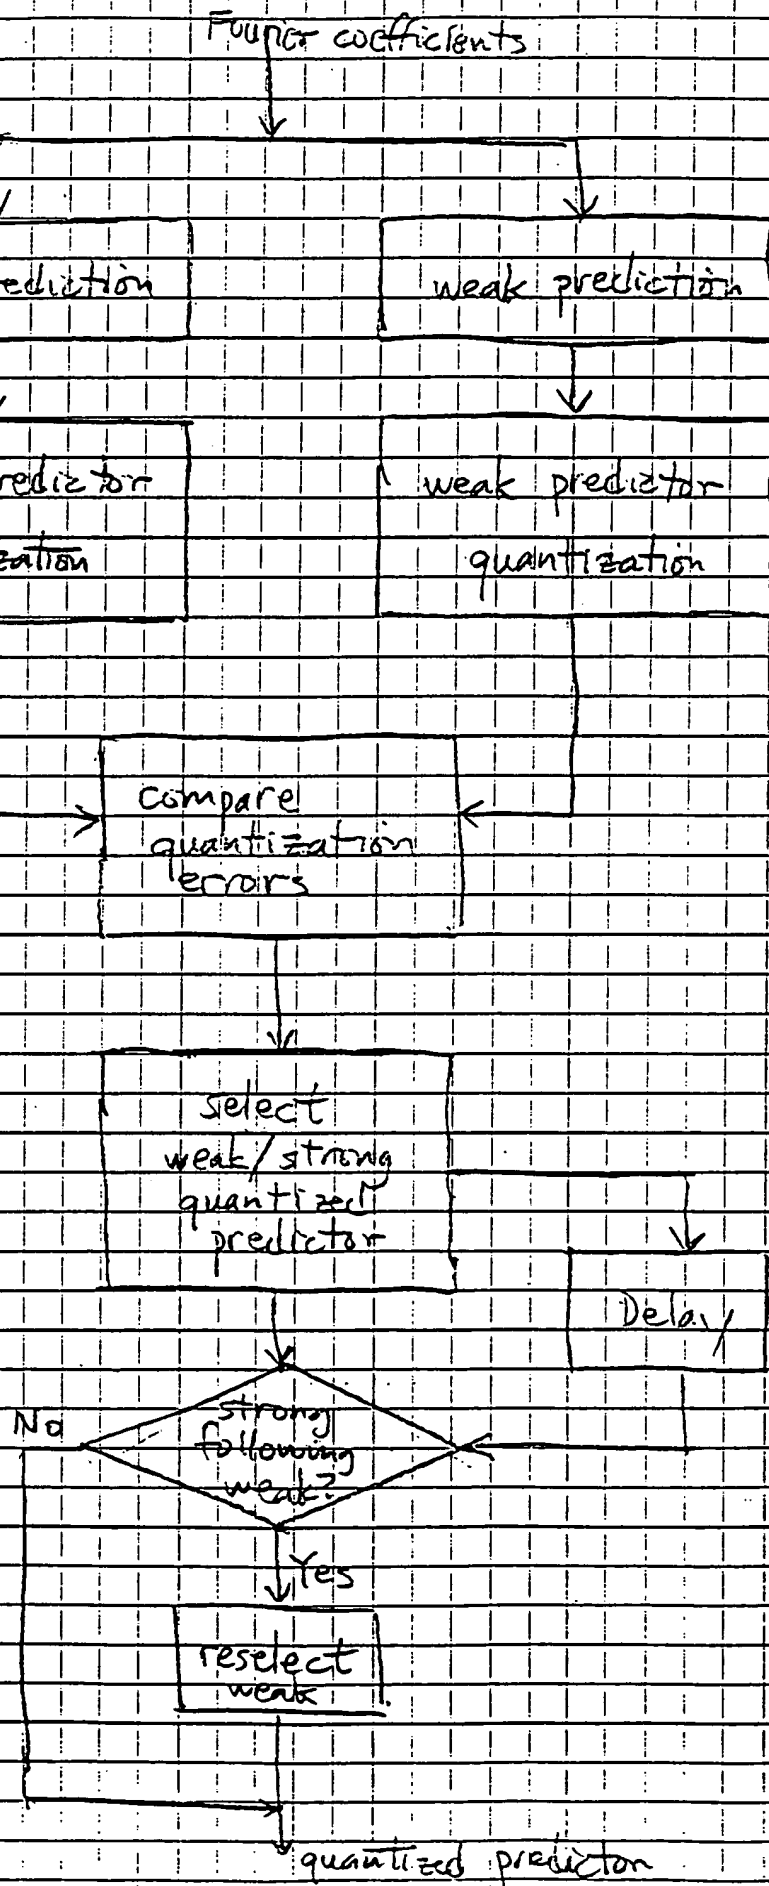 Fourier coefficients
ediction
weak prediction
redictor
zation
weak predictor
quantization
compare
quantization
errors
select
weak/strong
quantized
predictor
Delay
No
strong
following
weak?
Yes
reselect
weak
quantized predictor